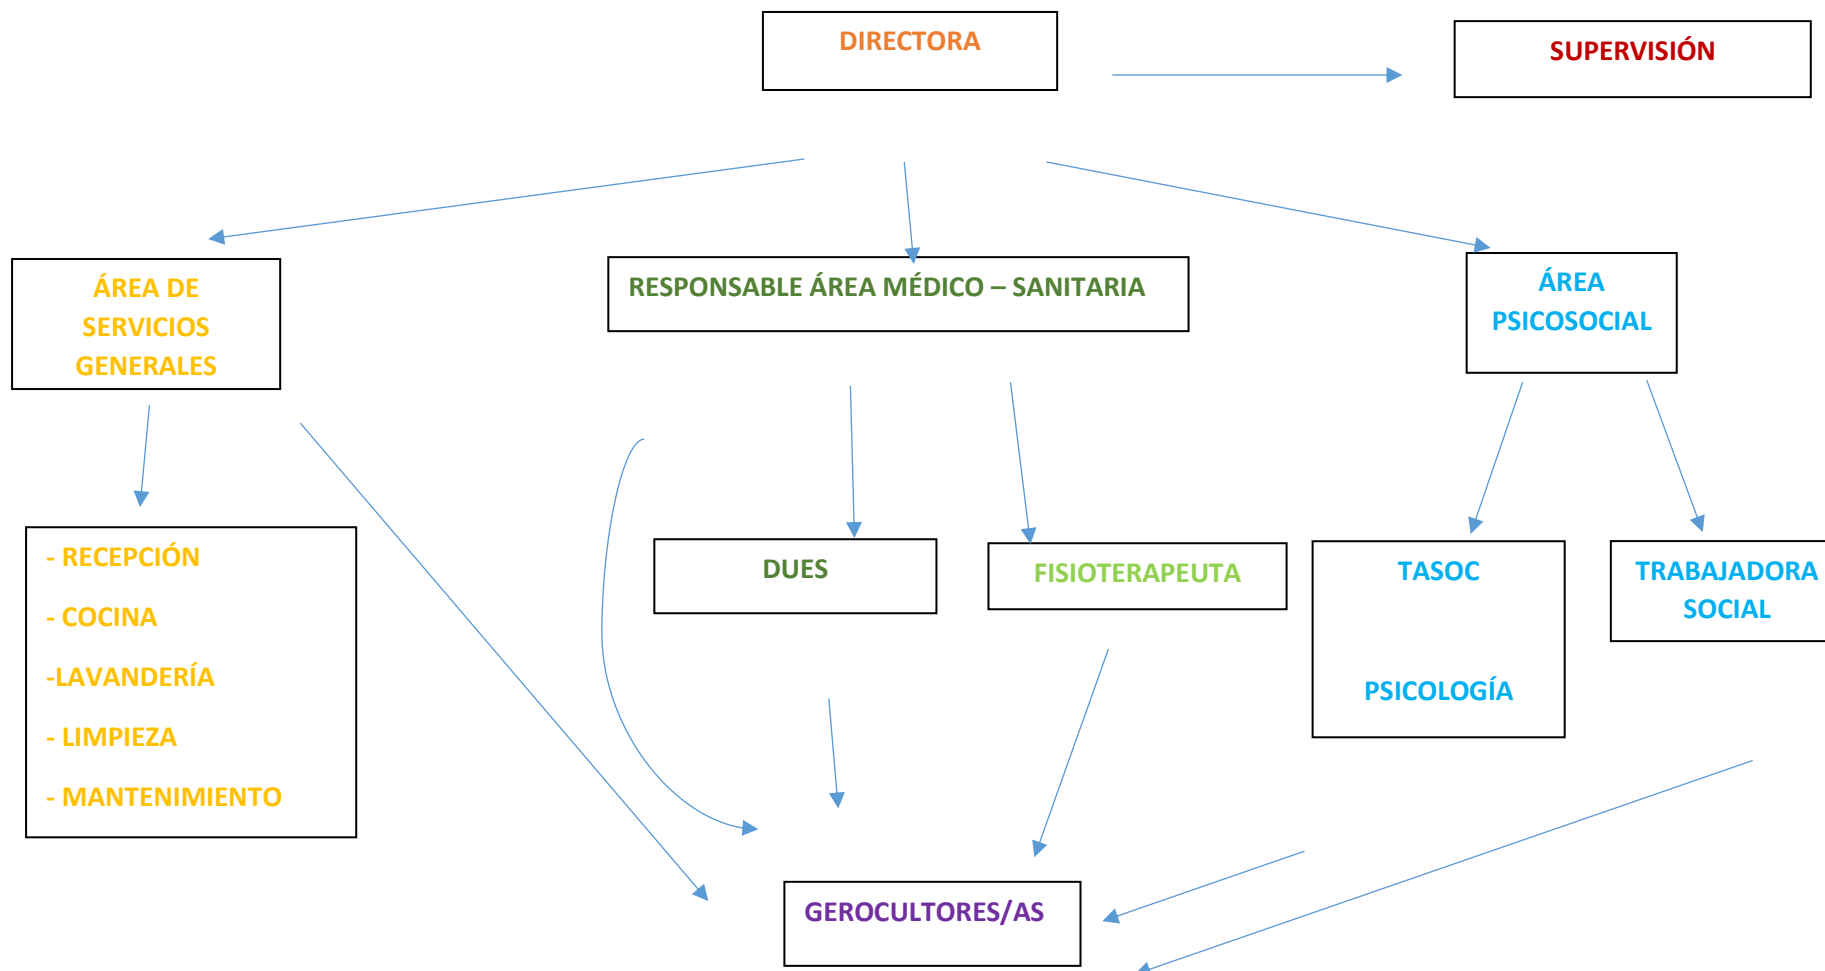 DIRECTORA
SUPERVISIÓN
ÁREA DE
SERVICIOS
GENERALES
RESPONSABLE ÁREA MÉDICO – SANITARIA
ÁREA
PSICOSOCIAL
- RECEPCIÓN
- COCINA
-LAVANDERÍA
- LIMPIEZA
- MANTENIMIENTO
DUES
FISIOTERAPEUTA
TASOC
PSICOLOGÍA
TRABAJADORA
SOCIAL
GEROCULTORES/AS